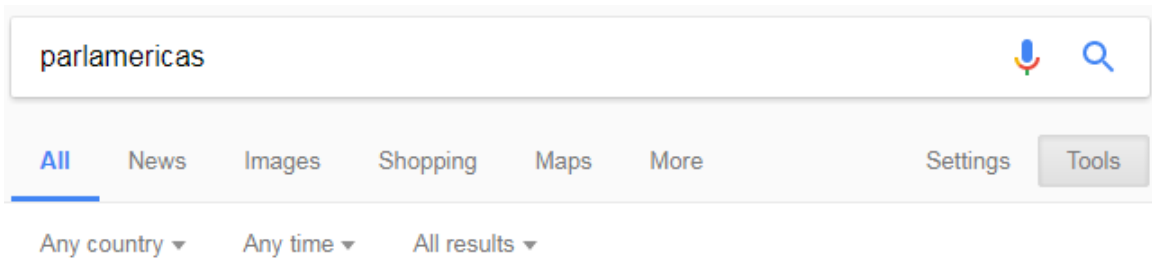 parlamericas
All News Images Shopping Maps More Settings Tools
Any country Any time All results